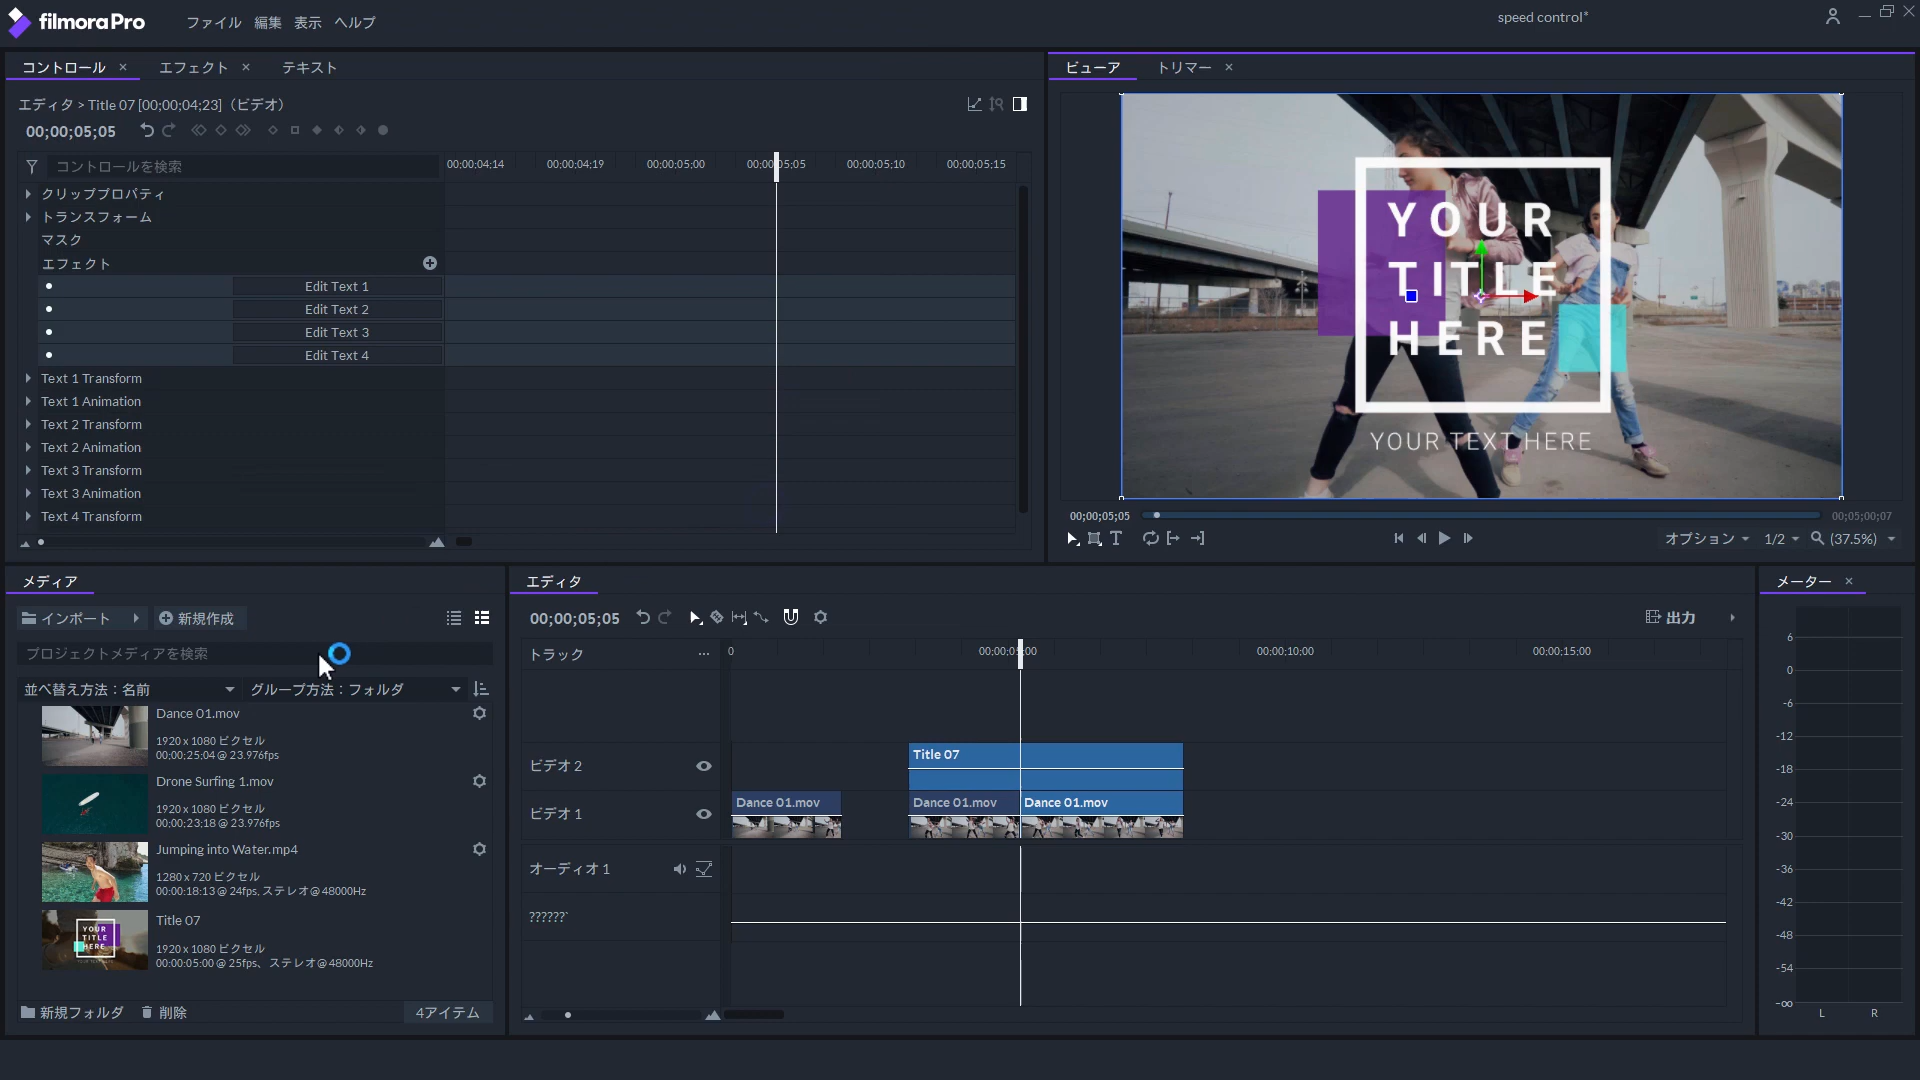 filmoraPro ファイル 編集 表示 ヘルプ speed control*
コントロール × エフェクト × テキスト
エディタ > Title 07 [00;00;04;23]（ビデオ）
00;00;05;05
コントロールを検索
00;00;04;14 00;00;04;19 00;00;05;00 00;00;05;05 00;00;05;10 00;00;05;15
クリッププロパティ
トランスフォーム
マスク
エフェクト
Edit Text 1
Edit Text 2
Edit Text 3
Edit Text 4
Text 1 Transform
Text 1 Animation
Text 2 Transform
Text 2 Animation
Text 3 Transform
Text 3 Animation
Text 4 Transform
ビューア トリマー ×
YOUR
TITLE
HERE
YOUR TEXT HERE
00;00;05;05 00;05;00;07
オプション 1/2 (37.5%)
メディア
インポート 新規作成
プロジェクトメディアを検索
並べ替え方法：名前 グループ方法：フォルダ
Dance 01.mov
1920 x 1080 ピクセル
00;00;25;04 @ 23.976fps
Drone Surfing 1.mov
1920 x 1080 ピクセル
00;00;23;18 @ 23.976fps
Jumping into Water.mp4
1280 x 720 ピクセル
00:00:18:13 @ 24fps, ステレオ@ 48000Hz
YOUR
TITLE
HERE
Title 07
1920 x 1080 ピクセル
00:00:05:00 @ 25fps、ステレオ@ 48000Hz
新規フォルダ 削除 4アイテム
エディタ
00;00;05;05 出力
トラック ... 0 00;00;05;00 00;00;10;00 00;00;15;00
Title 07
ビデオ 2
Dance 01.mov Dance 01.mov Dance 01.mov
ビデオ 1
オーディオ 1
??????`
メーター ×
6
0
-6
-12
-18
-24
-30
-36
-42
-48
-54
-∞
L R